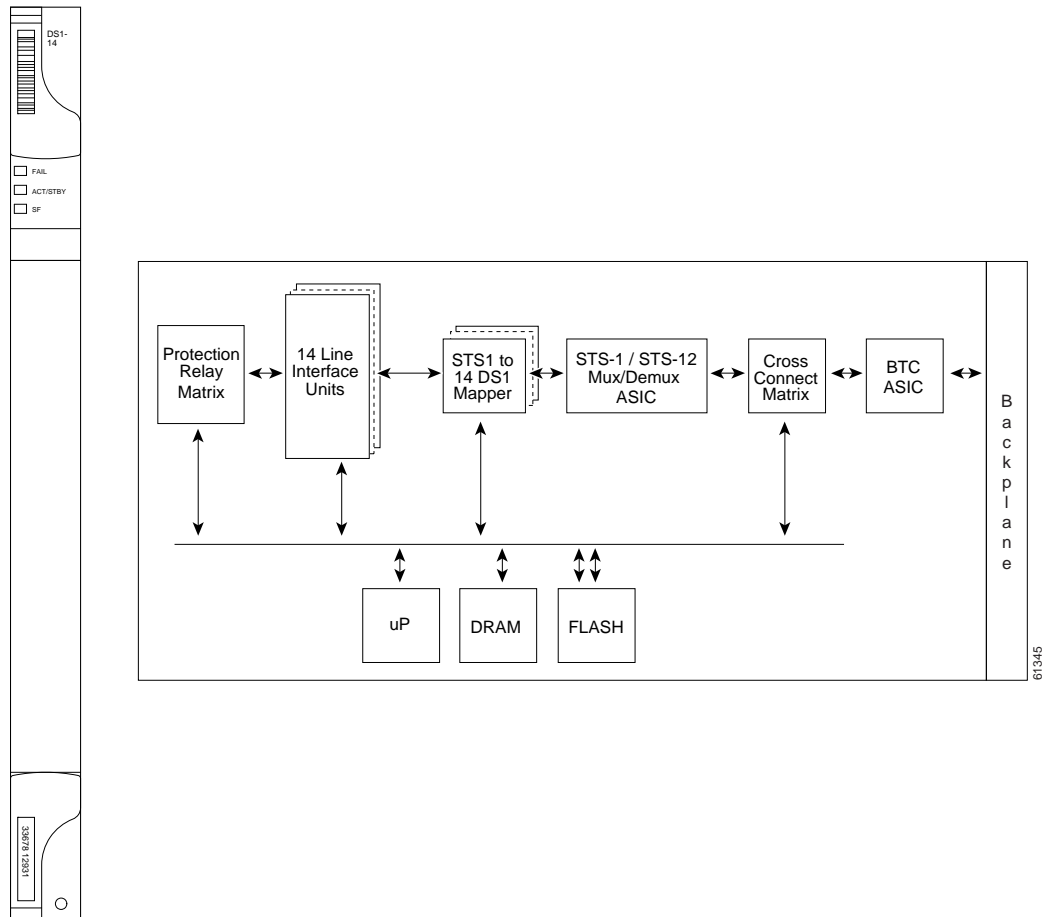 DS1-
14
FAIL
ACT/STBY
SF
33678 12931
Protection
Relay
Matrix
14 Line
Interface
Units
STS1 to
14 DS1
Mapper
STS-1 / STS-12
Mux/Demux
ASIC
Cross
Connect
Matrix
BTC
ASIC
Backplane
uP
DRAM
FLASH
61345